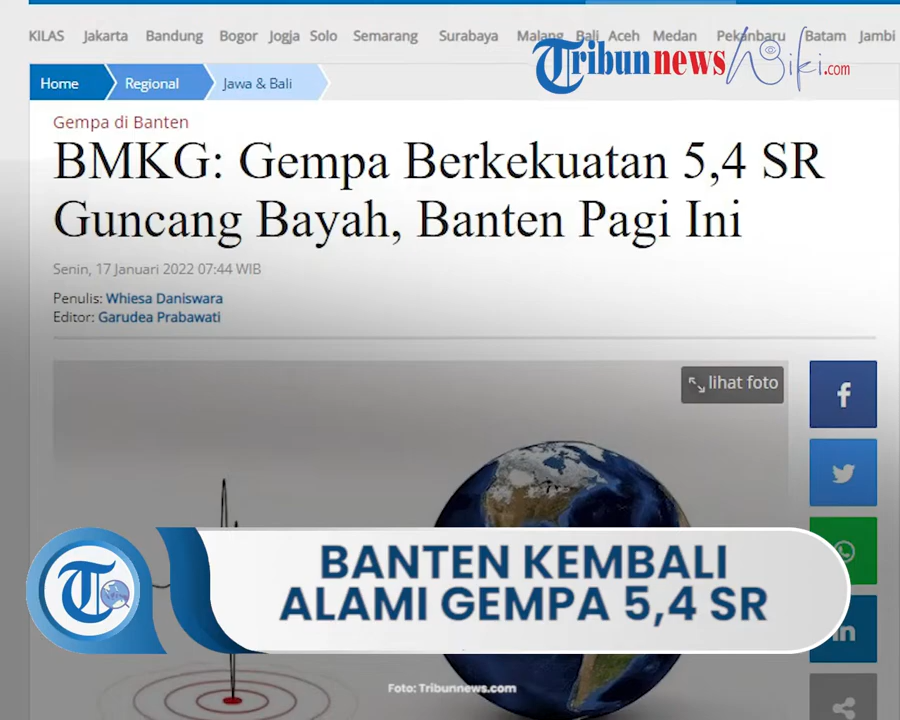 KILAS Jakarta Bandung Bogor Jogja Solo Semarang Surabaya Malang Bali Aceh Medan Pekanbaru Batam Jambi
Tribunnews Wiki.com
Home Regional Jawa & Bali
Gempa di Banten
BMKG: Gempa Berkekuatan 5,4 SR
Guncang Bayah, Banten Pagi Ini
Senin, 17 Januari 2022 07:44 WIB
Penulis: Whiesa Daniswara
Editor: Garudea Prabawati
lihat foto
BANTEN KEMBALI
ALAMI GEMPA 5,4 SR
Foto: Tribunnews.com